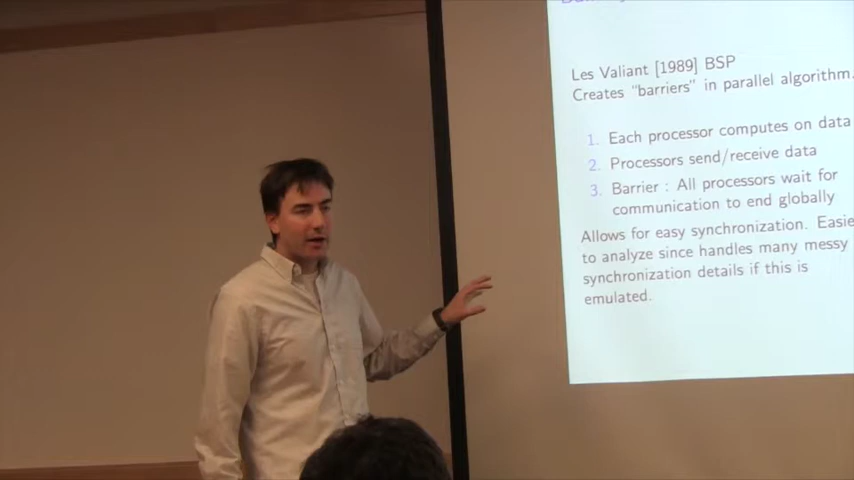 Les Valiant [1989] BSP
Creates "barriers" in parallel algorithm.
1. Each processor computes on data
2. Processors send/receive data
3. Barrier : All processors wait for
communication to end globally
Allows for easy synchronization. Easie
to analyze since handles many messy
synchronization details if this is
emulated.